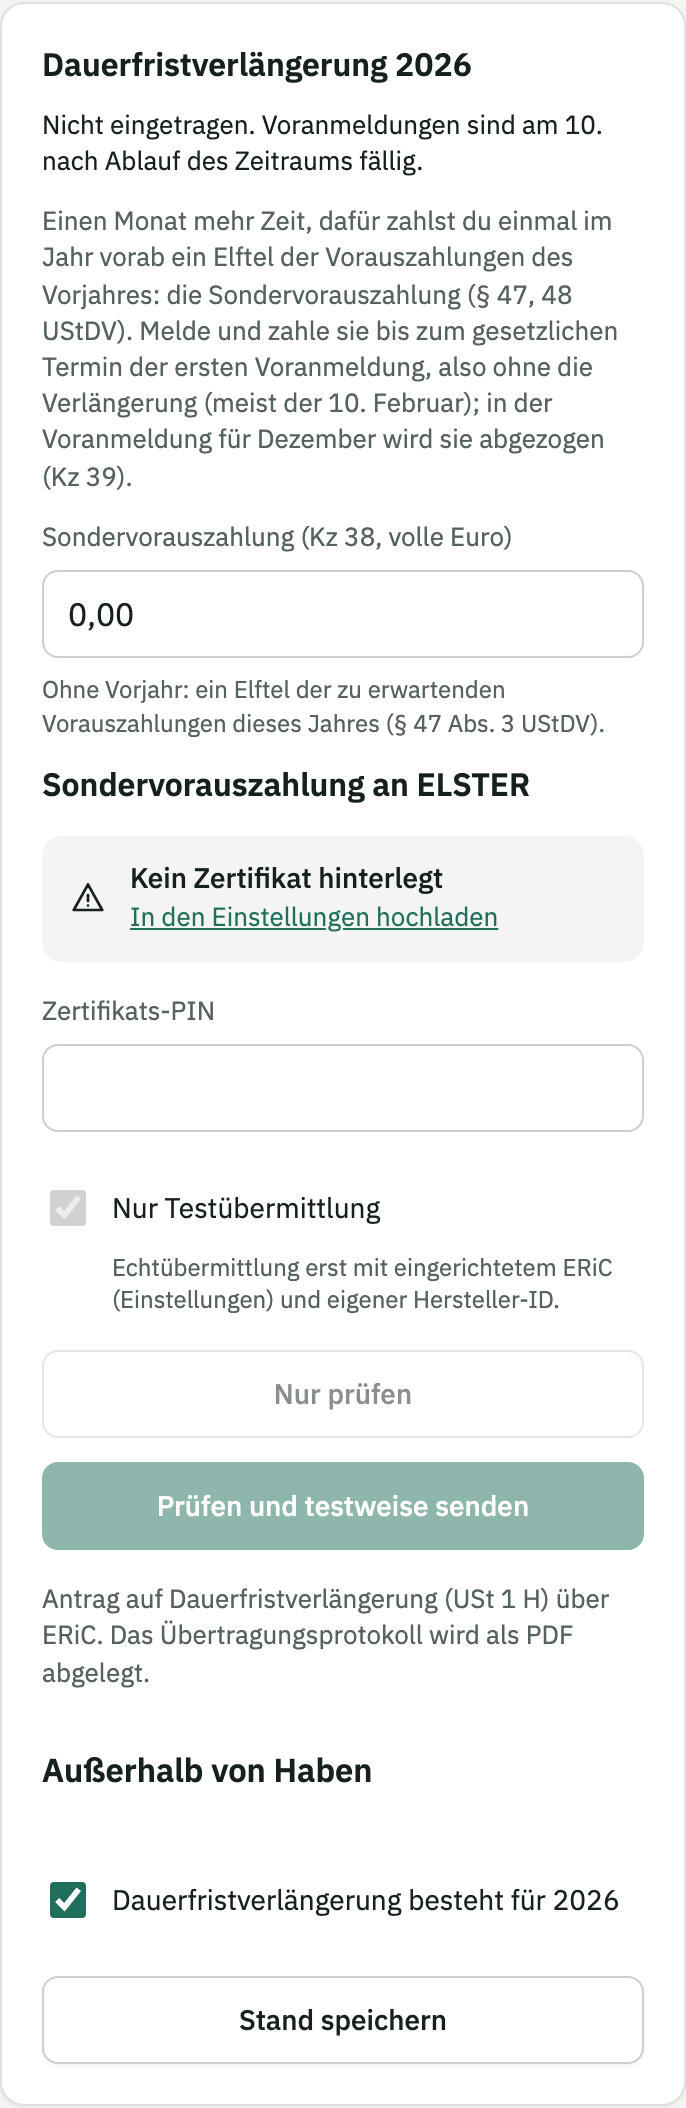 Dauerfristverlängerung 2026
Nicht eingetragen. Voranmeldungen sind am 10.
nach Ablauf des Zeitraums fällig.
Einen Monat mehr Zeit, dafür zahlst du einmal im
Jahr vorab ein Elftel der Vorauszahlungen des
Vorjahres: die Sondervorauszahlung (§ 47, 48
UStDV). Melde und zahle sie bis zum gesetzlichen
Termin der ersten Voranmeldung, also ohne die
Verlängerung (meist der 10. Februar); in der
Voranmeldung für Dezember wird sie abgezogen
(Kz 39).
Sondervorauszahlung (Kz 38, volle Euro)
0,00
Ohne Vorjahr: ein Elftel der zu erwartenden
Vorauszahlungen dieses Jahres (§ 47 Abs. 3 UStDV).
Sondervorauszahlung an ELSTER
Kein Zertifikat hinterlegt
In den Einstellungen hochladen
Zertifikats-PIN
Nur Testübermittlung
Echtübermittlung erst mit eingerichtetem ERiC
(Einstellungen) und eigener Hersteller-ID.
Nur prüfen
Prüfen und testweise senden
Antrag auf Dauerfristverlängerung (USt 1 H) über
ERiC. Das Übertragungsprotokoll wird als PDF
abgelegt.
Außerhalb von Haben
Dauerfristverlängerung besteht für 2026
Stand speichern